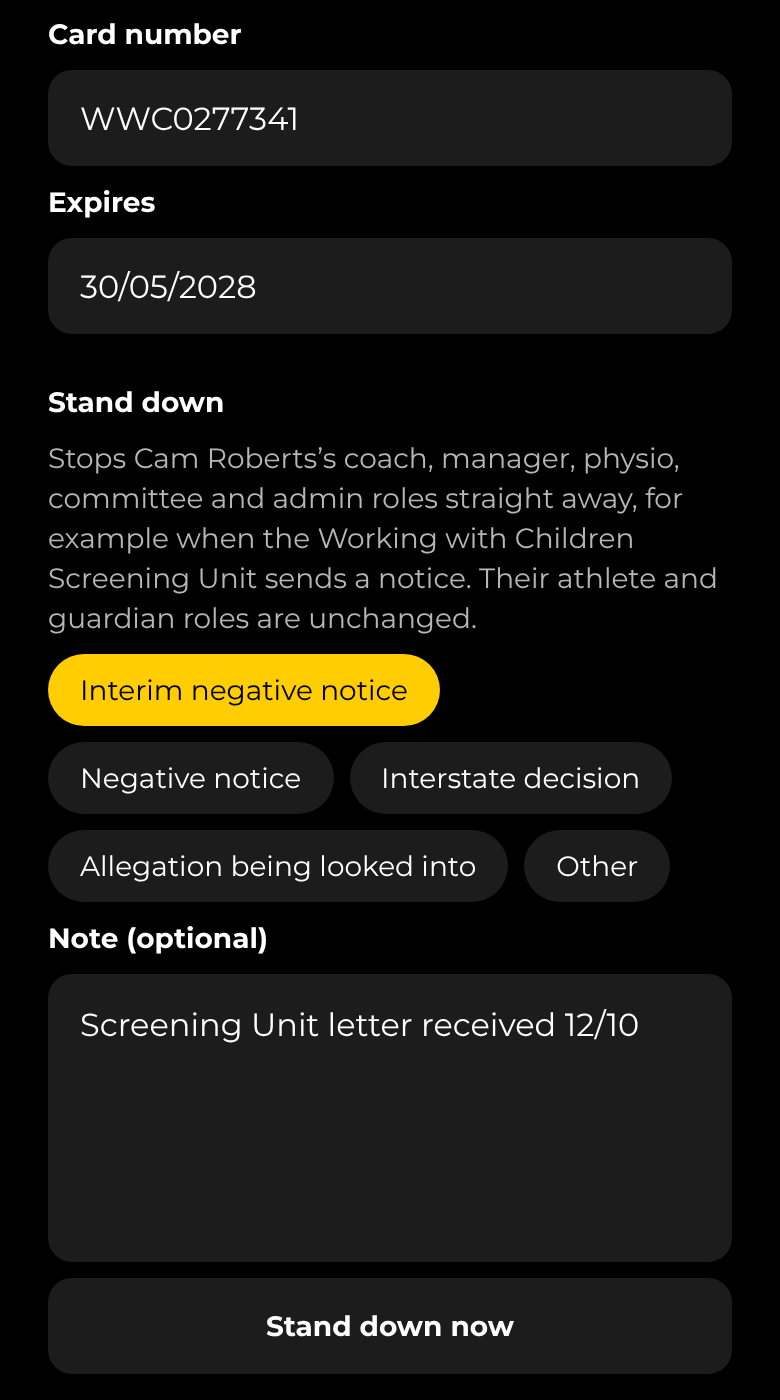 Card number
WWC0277341
Expires
30/05/2028
Stand down
Stops Cam Roberts’s coach, manager, physio,
committee and admin roles straight away, for
example when the Working with Children
Screening Unit sends a notice. Their athlete and
guardian roles are unchanged.
Interim negative notice
Negative notice
Interstate decision
Allegation being looked into
Other
Note (optional)
Screening Unit letter received 12/10
Stand down now